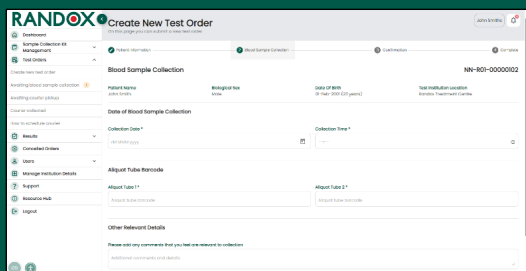 RANDOX
Create New Test Order
On this page you can submit a new test order.
John Smith
Dashboard
Sample Collection Kit
Management
Test Orders
Create new test order
Awaiting blood sample collection
Awaiting courier pickup
Courier collected
How to schedule courier
Results
Cancelled Orders
Users
Manage Institution Details
Support
Resource Hub
Logout
Patient Information
Blood Sample Collection
Confirmation
Complete
Blood Sample Collection
NN-R01-00000102
Patient Name
John Smith
Biological Sex
Male
Date Of Birth
Test Institution Location
Randox Treatment Centre
Date of Blood Sample Collection
Collection Date *
Collection Time *
Aliquot Tube Barcode
Aliquot Tube 1 *
Aliquot Tube 2 *
Aliquot Tube Barcode
Aliquot Tube Barcode
Other Relevant Details
Please add any comments that you feel are relevant to collection
Additional comments and details